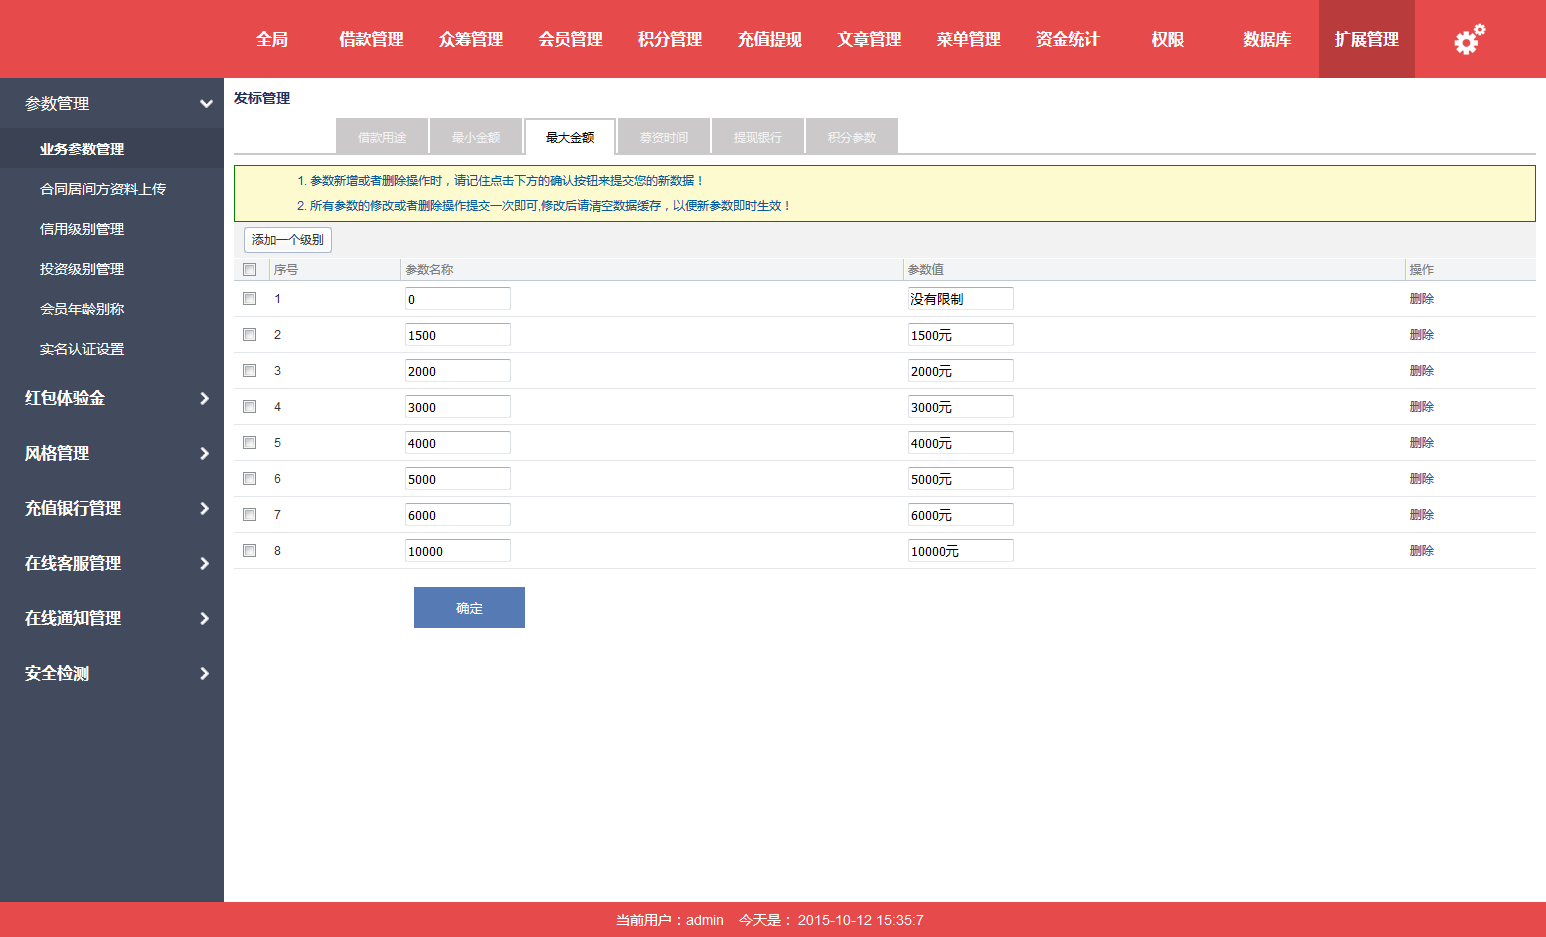 全局 借款管理 众筹管理 会员管理 积分管理 充值提现 文章管理 菜单管理 资金统计 权限 数据库 扩展管理
参数管理
业务参数管理
合同居间方资料上传
信用级别管理
投资级别管理
会员年龄别称
实名认证设置
红包体验金
风格管理
充值银行管理
在线客服管理
在线通知管理
安全检测
发标管理
借款用途 最小金额 最大金额 募资时间 提现银行 积分参数
1. 参数新增或者删除操作时，请记住点击下方的确认按钮来提交您的新数据！
2. 所有参数的修改或者删除操作提交一次即可,修改后请清空数据缓存，以便新参数即时生效！
添加一个级别
序号 参数名称 参数值 操作
1 0 没有限制 删除
2 1500 1500元 删除
3 2000 2000元 删除
4 3000 3000元 删除
5 4000 4000元 删除
6 5000 5000元 删除
7 6000 6000元 删除
8 10000 10000元 删除
确定
当前用户：admin 今天是： 2015-10-12 15:35:7